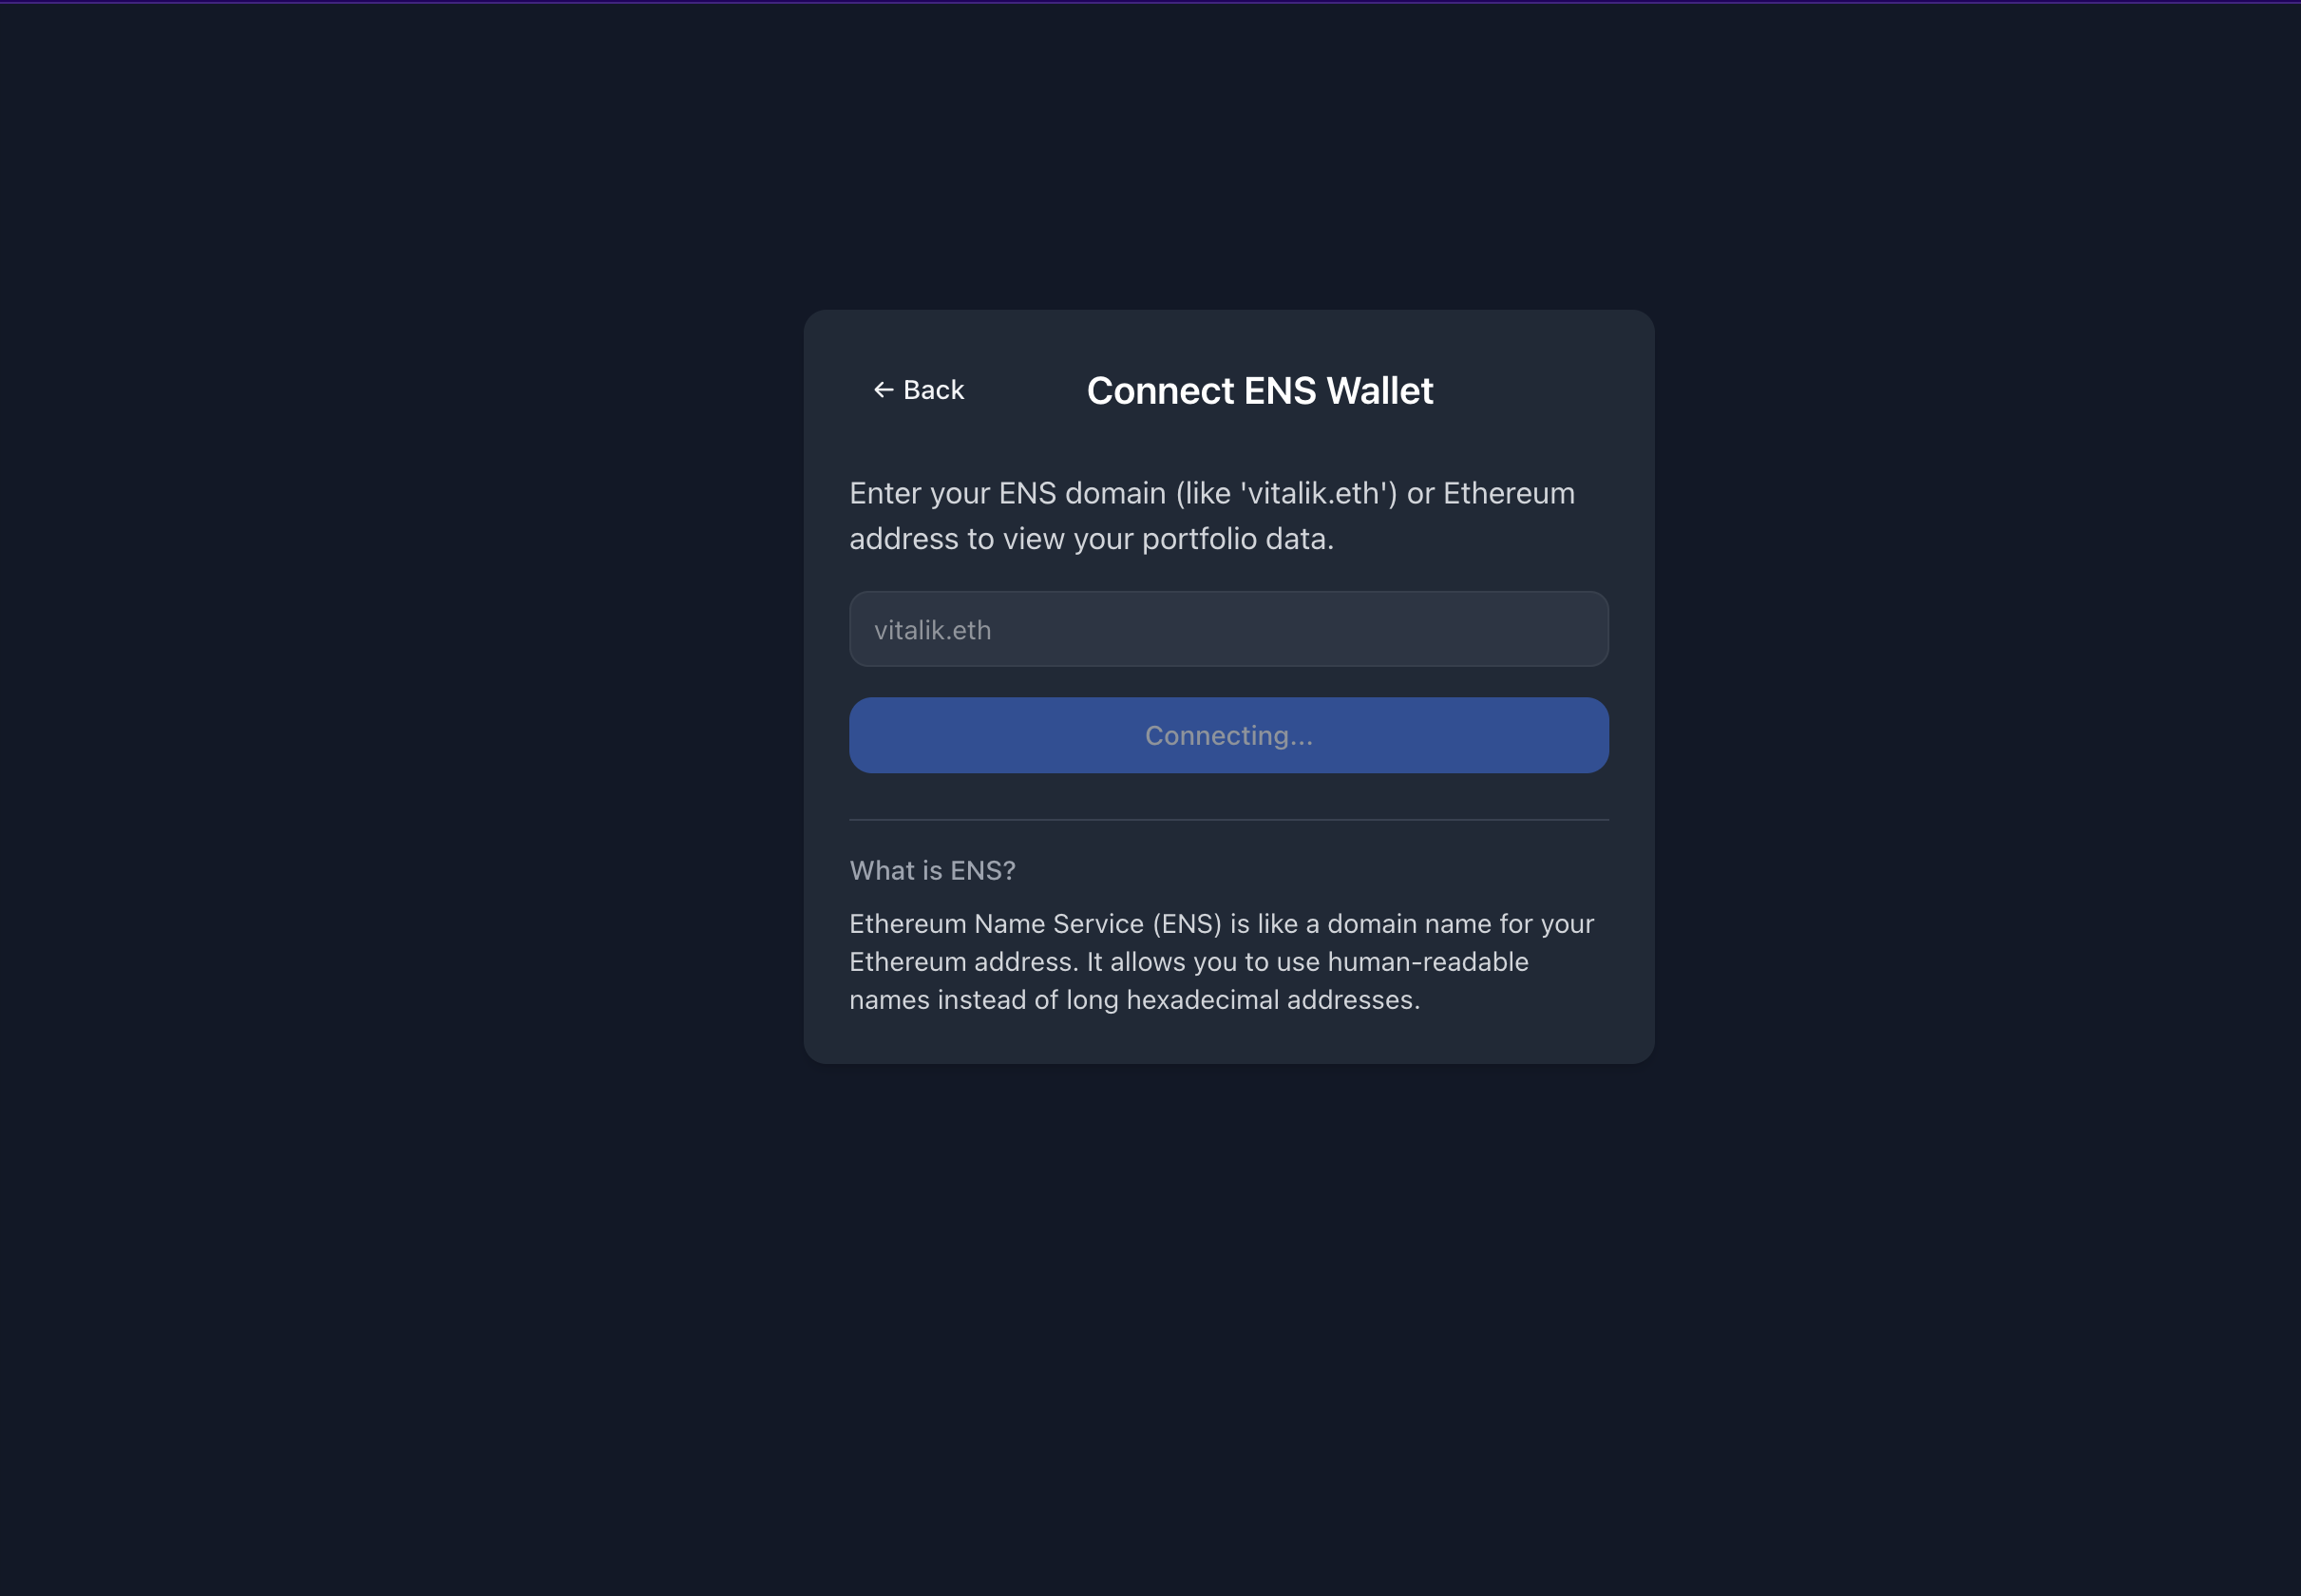 ← Back
Connect ENS Wallet
Enter your ENS domain (like 'vitalik.eth') or Ethereum
address to view your portfolio data.
vitalik.eth
Connecting...
What is ENS?
Ethereum Name Service (ENS) is like a domain name for your
Ethereum address. It allows you to use human-readable
names instead of long hexadecimal addresses.